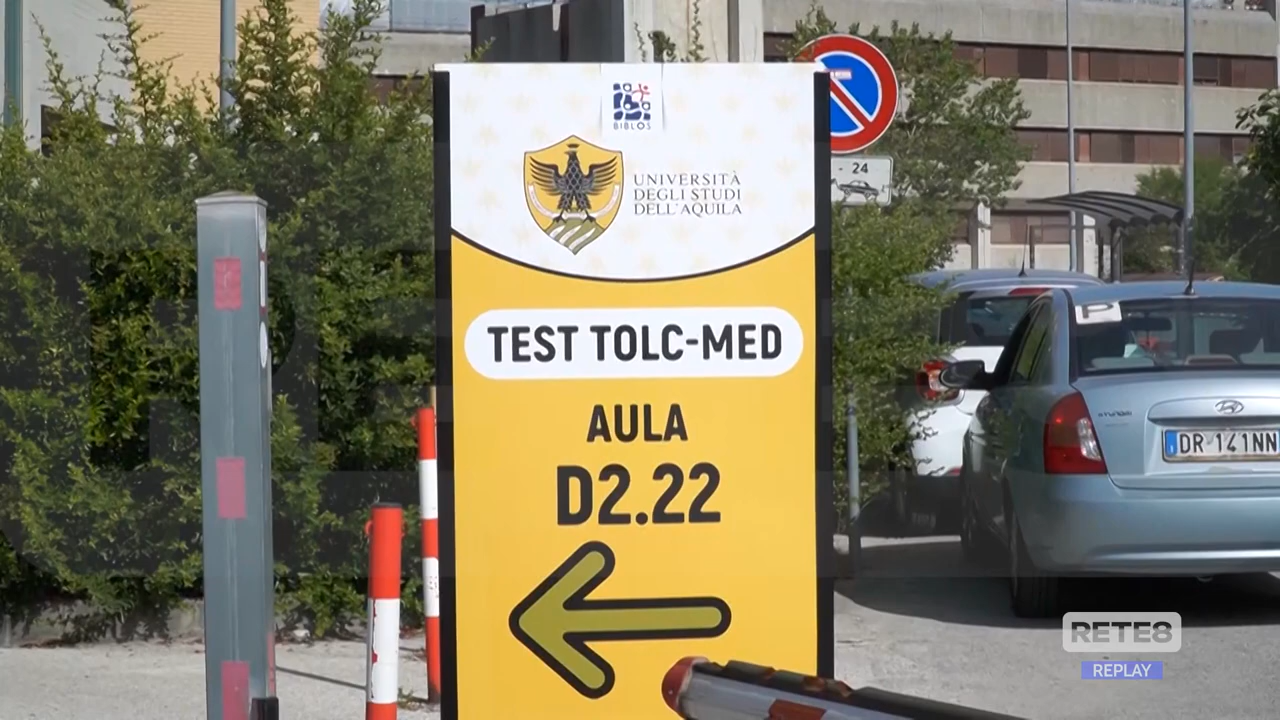 BIBLOS
UNIVERSITÀ
DEGLI STUDI
DELL'AQUILA
TEST TOLC-MED
AULA
D2.22
24
P
HYUNDAI
DR 141NN
RETE8
REPLAY